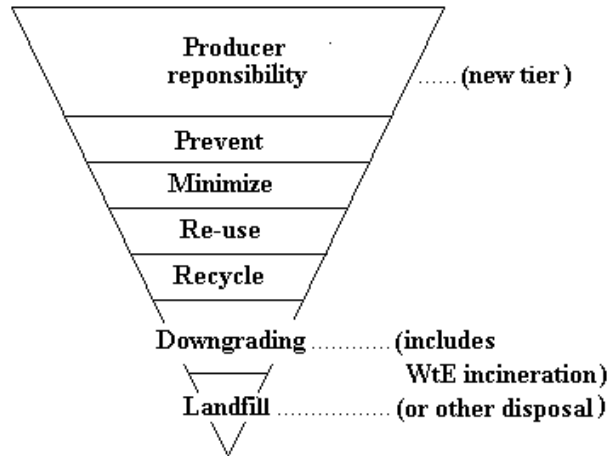 Producer
reponsibility
...... (new tier )
Prevent
Minimize
Re-use
Recycle
Downgrading ............ (includes
WtE incineration)
Landfill .................. (or other disposal)